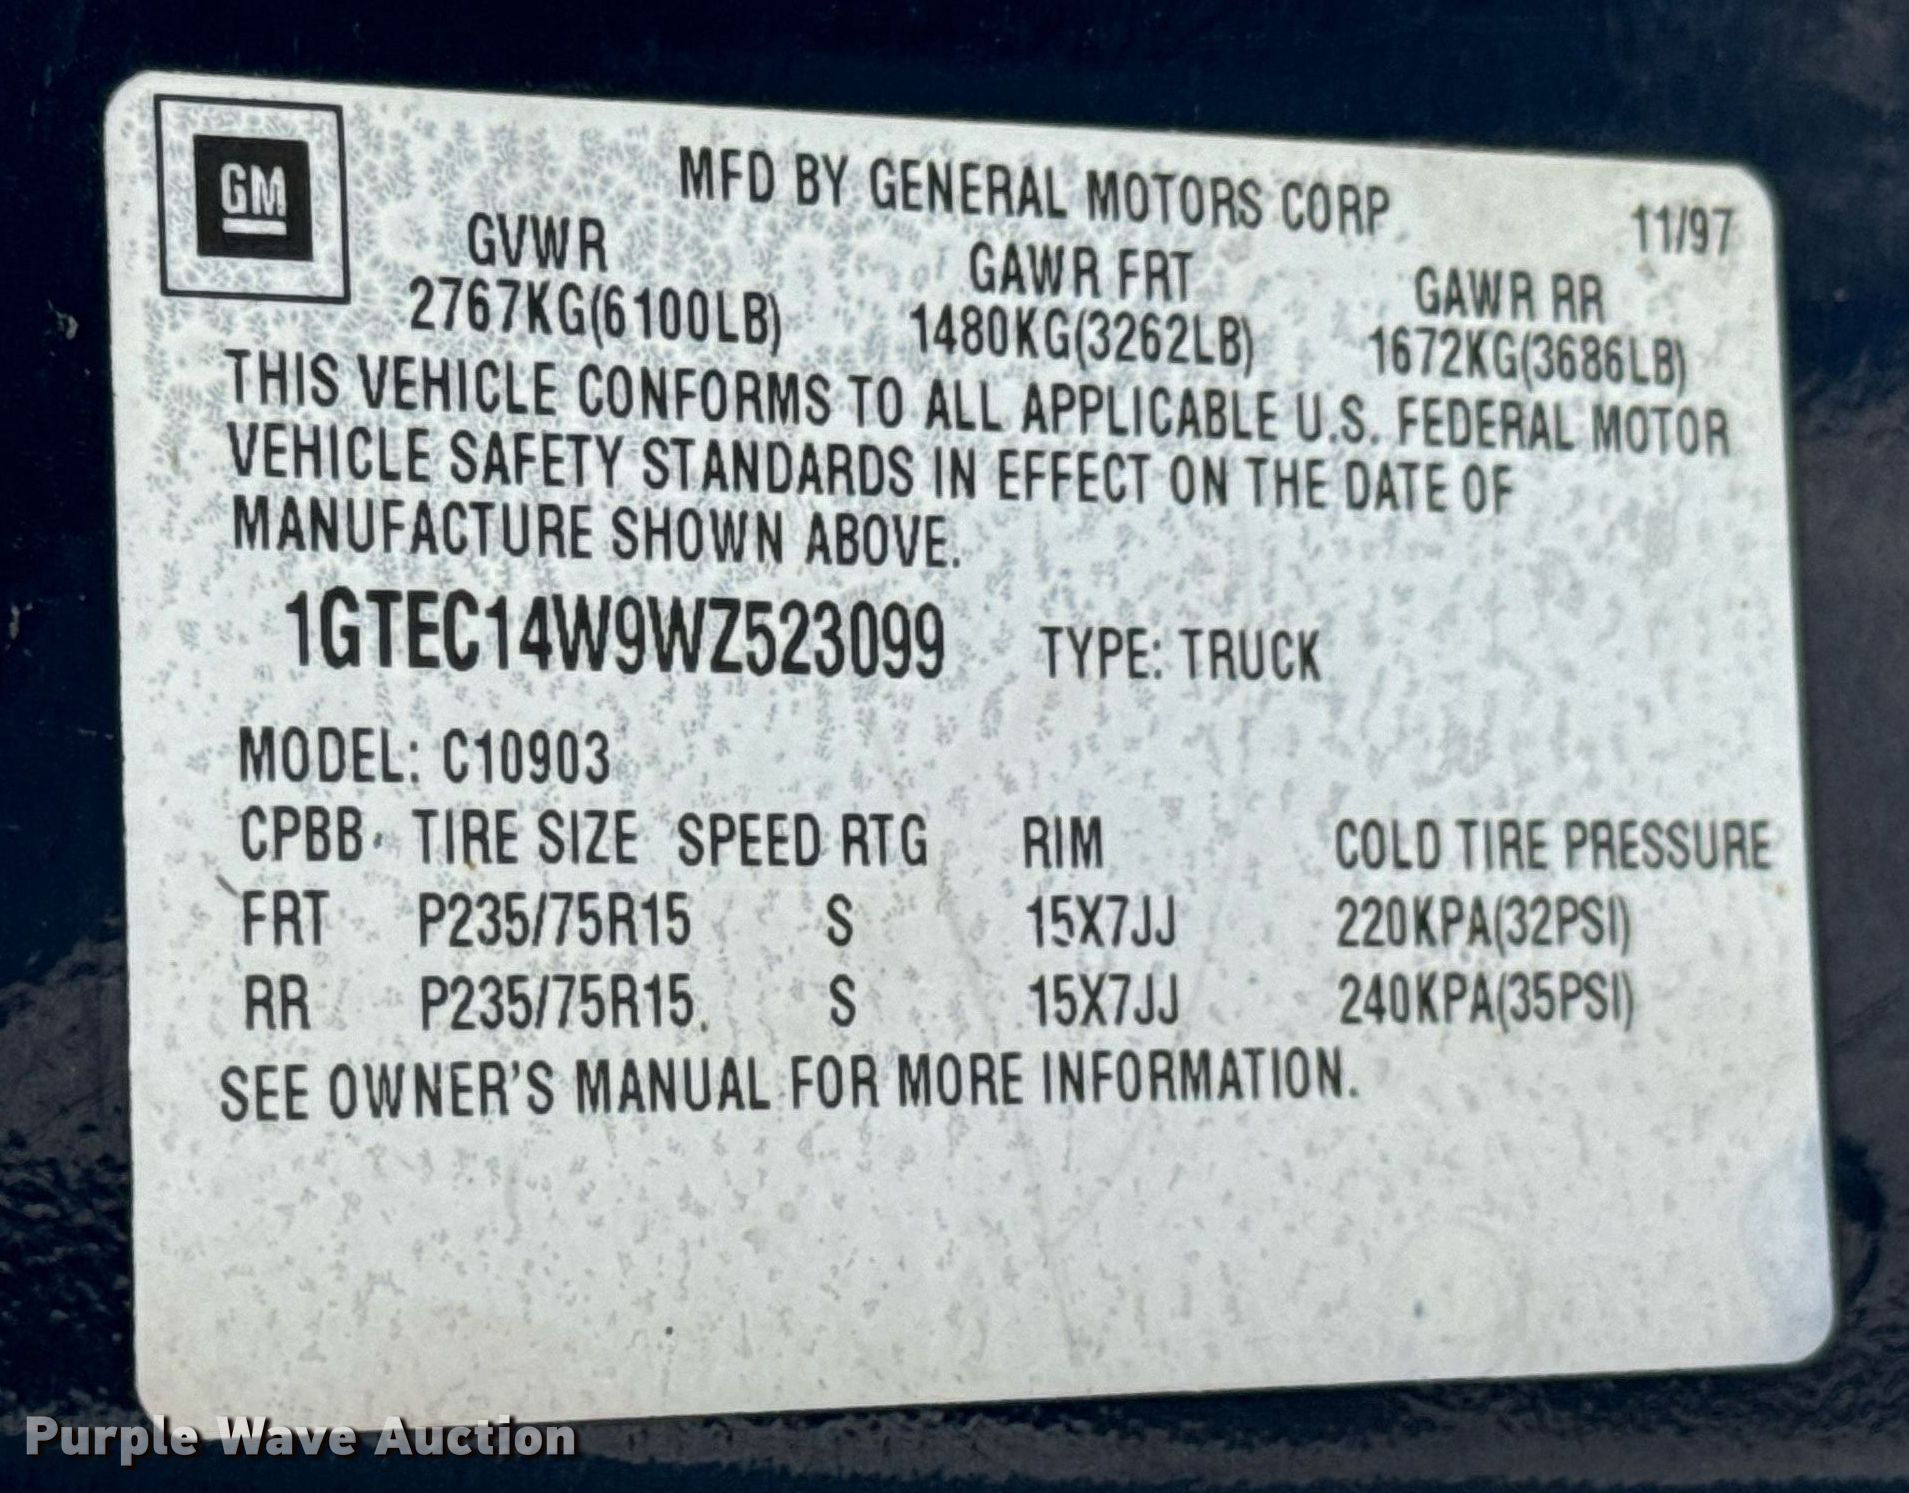 GM
MFD BY GENERAL MOTORS CORP
11/97
GVWR GAWR FRT GAWR RR
2767KG(6100LB) 1480KG(3262LB) 1672KG(3686LB)
THIS VEHICLE CONFORMS TO ALL APPLICABLE U.S. FEDERAL MOTOR
VEHICLE SAFETY STANDARDS IN EFFECT ON THE DATE OF
MANUFACTURE SHOWN ABOVE.
1GTEC14W9WZ523099 TYPE: TRUCK
MODEL: C10903
CPBB TIRE SIZE SPEED RTG RIM COLD TIRE PRESSURE
FRT P235/75R15 S 15X7JJ 220KPA(32PSI)
RR P235/75R15 S 15X7JJ 240KPA(35PSI)
SEE OWNER'S MANUAL FOR MORE INFORMATION.
Purple Wave Auction